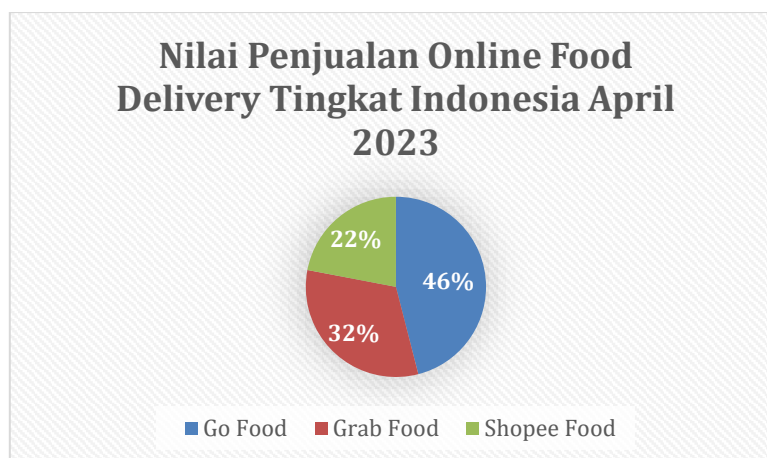 Nilai Penjualan Online Food
Delivery Tingkat Indonesia April
2023
22%
46%
32%
Go Food
Grab Food
Shopee Food